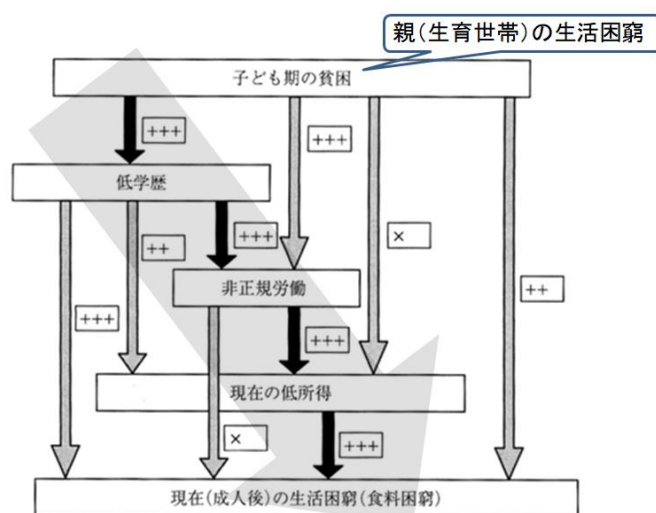 親(生育世帯)の生活困窮
子ども期の貧困
+++
+++
低学歴
+++
++
×
非正規労働
++
+++
+++
現在の低所得
×
+++
現在(成人後)の生活困窮(食料困窮)